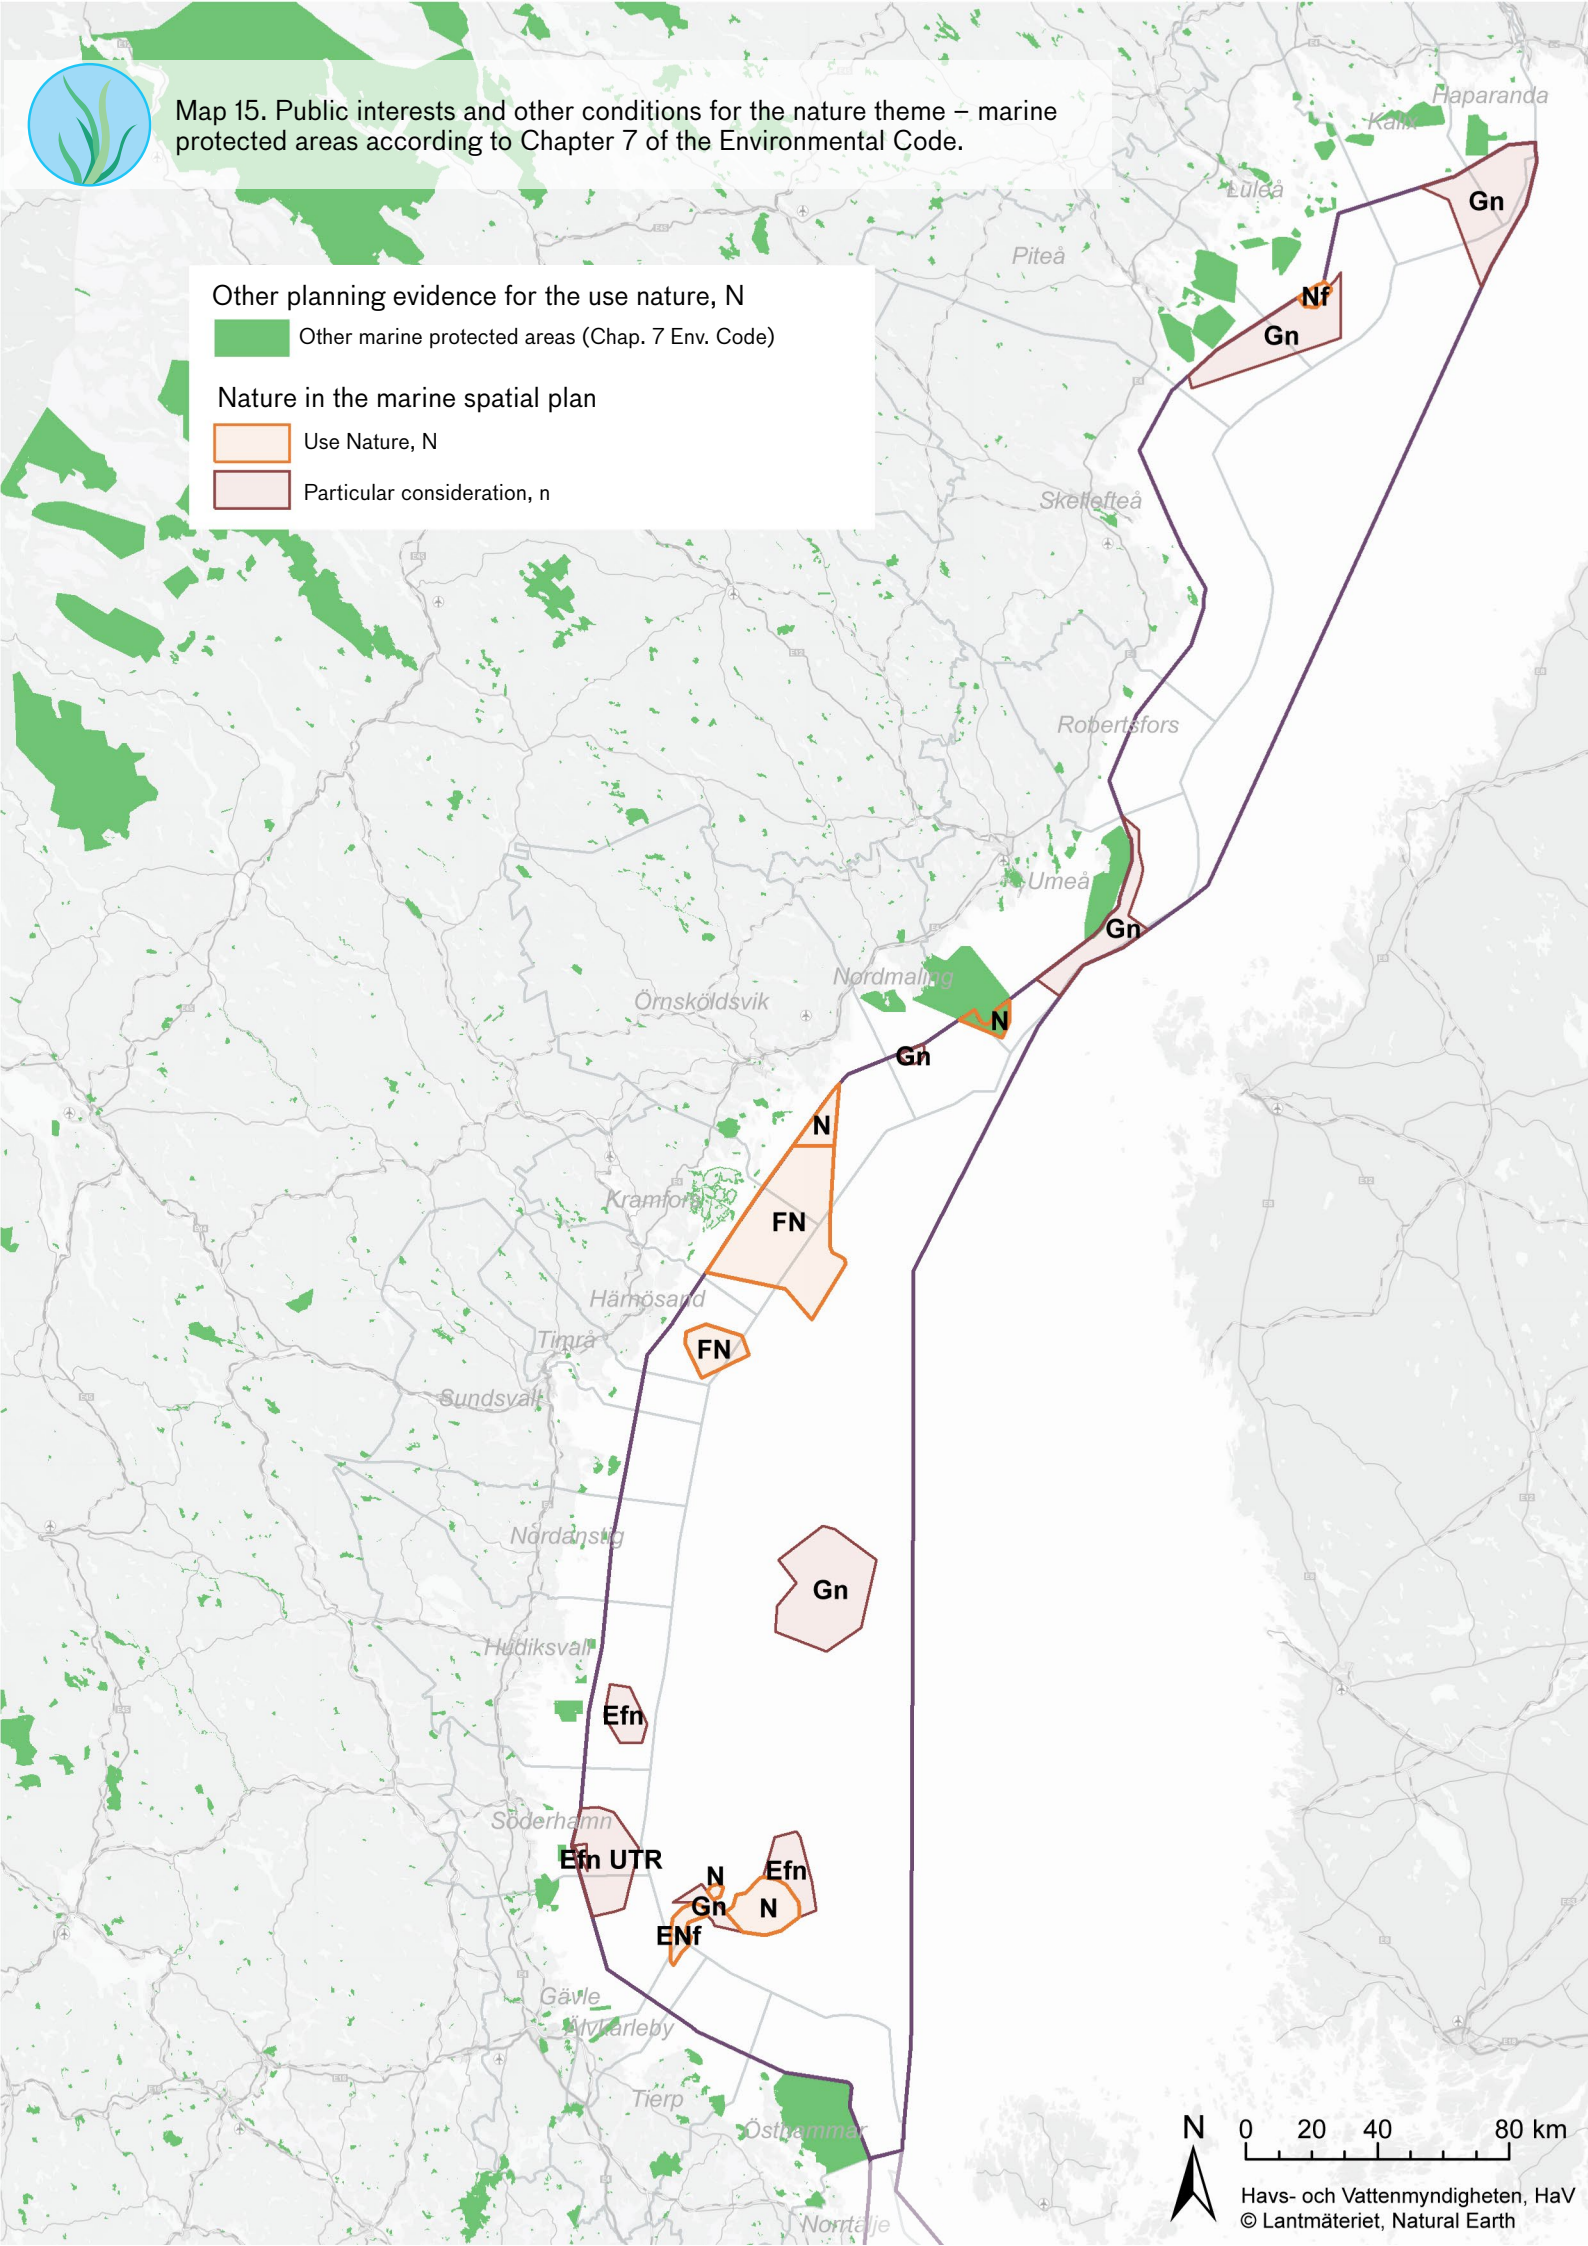 Map 15. Public interests and other conditions for the nature theme – marine
protected areas according to Chapter 7 of the Environmental Code.
Haparanda
Kalix
Luleå
Gn
Piteå
Other planning evidence for the use nature, N
Other marine protected areas (Chap. 7 Env. Code)
Nature in the marine spatial plan
Use Nature, N
Particular consideration, n
Nf
Gn
Skellefteå
Robertsfors
Umeå
Gn
Nordmaling
Örnsköldsvik
N
Gn
N
Kramfors
FN
Härnösand
Timrå
FN
Sundsvall
Nordanstig
Gn
Hudiksvall
Efn
Söderhamn
Efn UTR
N
Efn
Gn
N
ENf
Gävle
Älvkarleby
Tierp
Östhammar
Norrtälje
N
0 20 40 80 km
Havs- och Vattenmyndigheten, HaV
© Lantmäteriet, Natural Earth